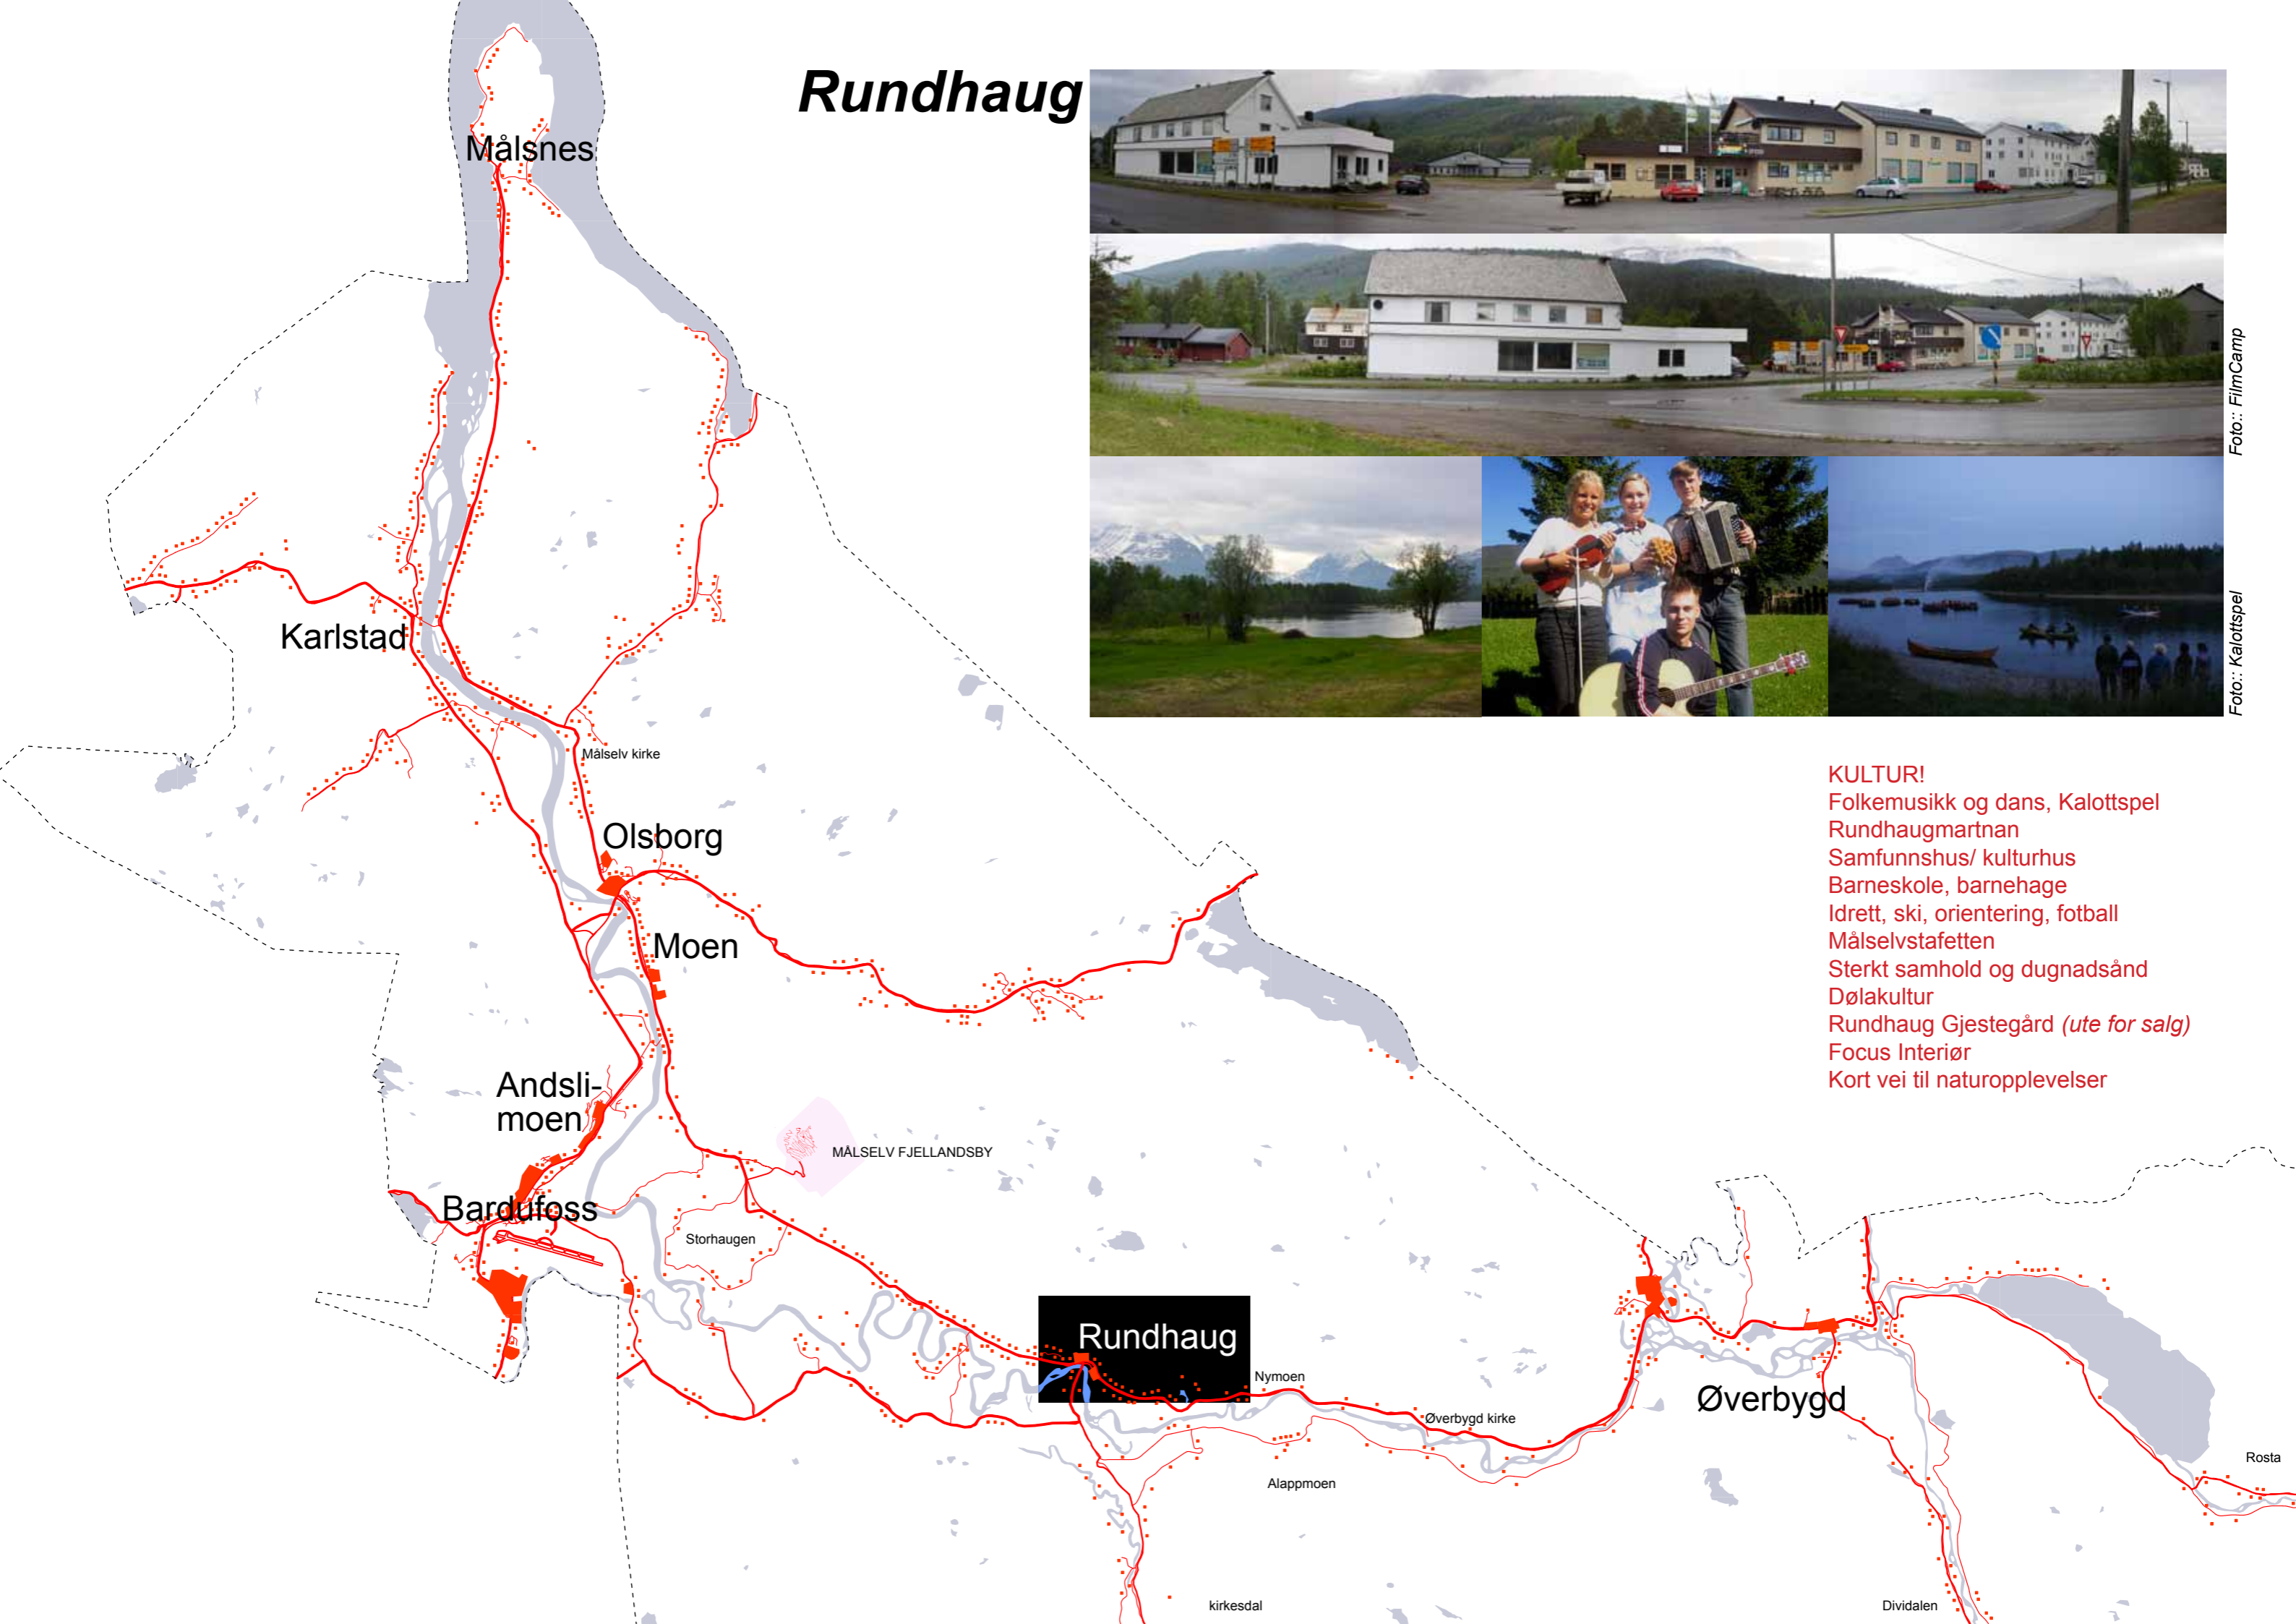 Rundhaug
Foto:: FilmCamp
Foto:: Kalottspel
Målsnes
Karlstad
Målselv kirke
Olsborg
Moen
Andsli-
moen
MÅLSELV FJELLANDSBY
Bardufoss
Storhaugen
Rundhaug
Nymoen
Øverbygd kirke
Øverbygd
Alappmoen
Rosta
kirkesdal
Dividalen
KULTUR!
Folkemusikk og dans, Kalottspel
Rundhaugmartnan
Samfunnshus/ kulturhus
Barneskole, barnehage
Idrett, ski, orientering, fotball
Målselvstafetten
Sterkt samhold og dugnadsånd
Dølakultur
Rundhaug Gjestegård (ute for salg)
Focus Interiør
Kort vei til naturopplevelser